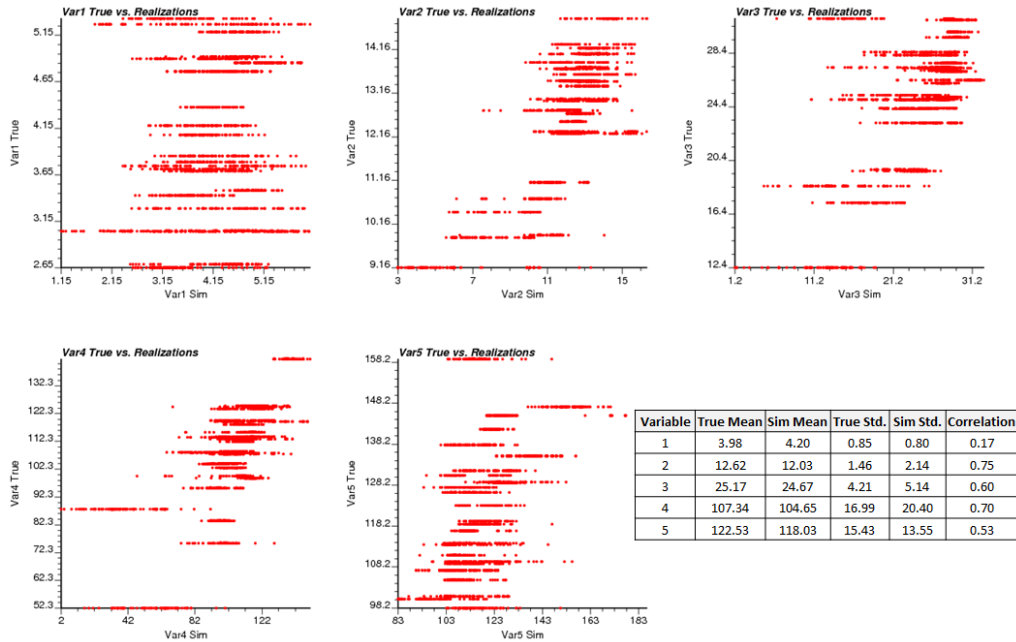 Var1 True vs. Realizations
5.15
4.65
4.15
3.65
3.15
2.65
Var1 True
1.15 2.15 3.15 4.15 5.15
Var1 Sim
Var2 True vs. Realizations
14.16
13.16
12.16
11.16
10.16
9.16
Var2 True
3 7 11 15
Var2 Sim
Var3 True vs. Realizations
28.4
24.4
20.4
16.4
12.4
Var3 True
1.2 11.2 21.2 31.2
Var3 Sim
Var4 True vs. Realizations
132.3
122.3
112.3
102.3
92.3
82.3
72.3
62.3
52.3
Var4 True
2 42 82 122
Var4 Sim
Var5 True vs. Realizations
158.2
148.2
138.2
128.2
118.2
108.2
98.2
Var5 True
83 103 123 143 163 183
Var5 Sim
Variable True Mean Sim Mean True Std. Sim Std. Correlation
1 3.98 4.20 0.85 0.80 0.17
2 12.62 12.03 1.46 2.14 0.75
3 25.17 24.67 4.21 5.14 0.60
4 107.34 104.65 16.99 20.40 0.70
5 122.53 118.03 15.43 13.55 0.53